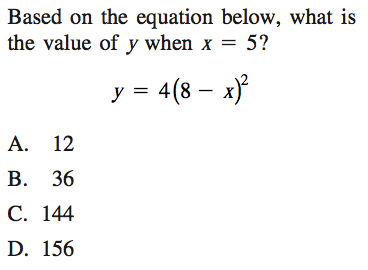 Based on the equation below, what is
the value of y when x = 5?
y = 4(8 − x)²
A. 12
B. 36
C. 144
D. 156